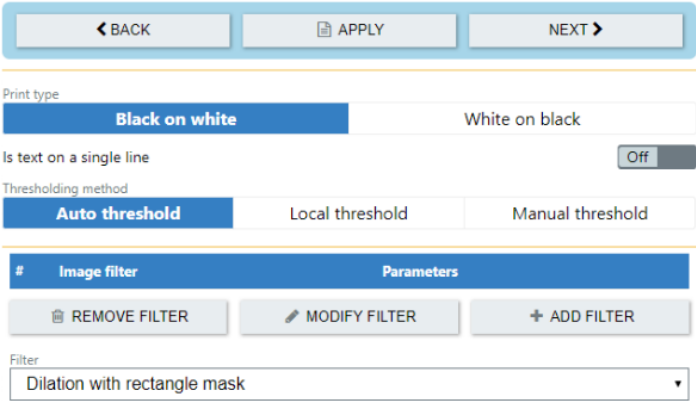 BACK APPLY NEXT
Print type
Black on white White on black
Is text on a single line Off
Thresholding method
Auto threshold Local threshold Manual threshold
# Image filter Parameters
REMOVE FILTER MODIFY FILTER + ADD FILTER
Filter
Dilation with rectangle mask